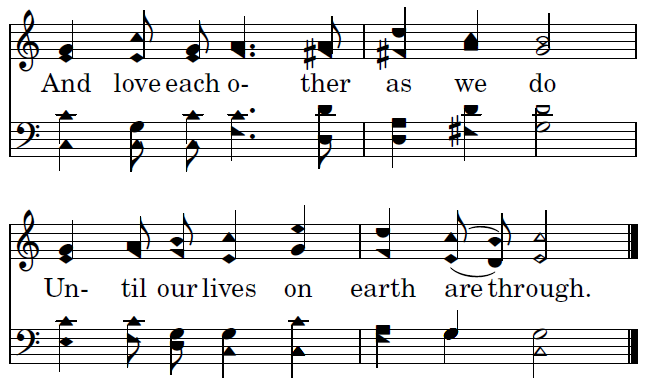 And love each o- ther as we do
Un- til our lives on earth are through.